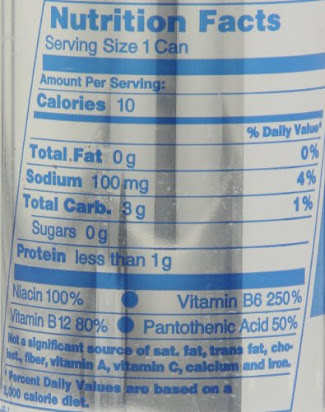 Nutrition Facts
Serving Size 1 Can
Amount Per Serving:
Calories 10
% Daily Value*
Total Fat 0g 0%
Sodium 100mg 4%
Total Carb. 3g 1%
Sugars 0g
Protein less than 1g
Niacin 100% ● Vitamin B6 250%
Vitamin B12 80% ● Pantothenic Acid 50%
Not a significant source of sat. fat, trans fat, cho-
lest., fiber, vitamin A, vitamin C, calcium and iron.
* Percent Daily Values are based on a
2,000 calorie diet.